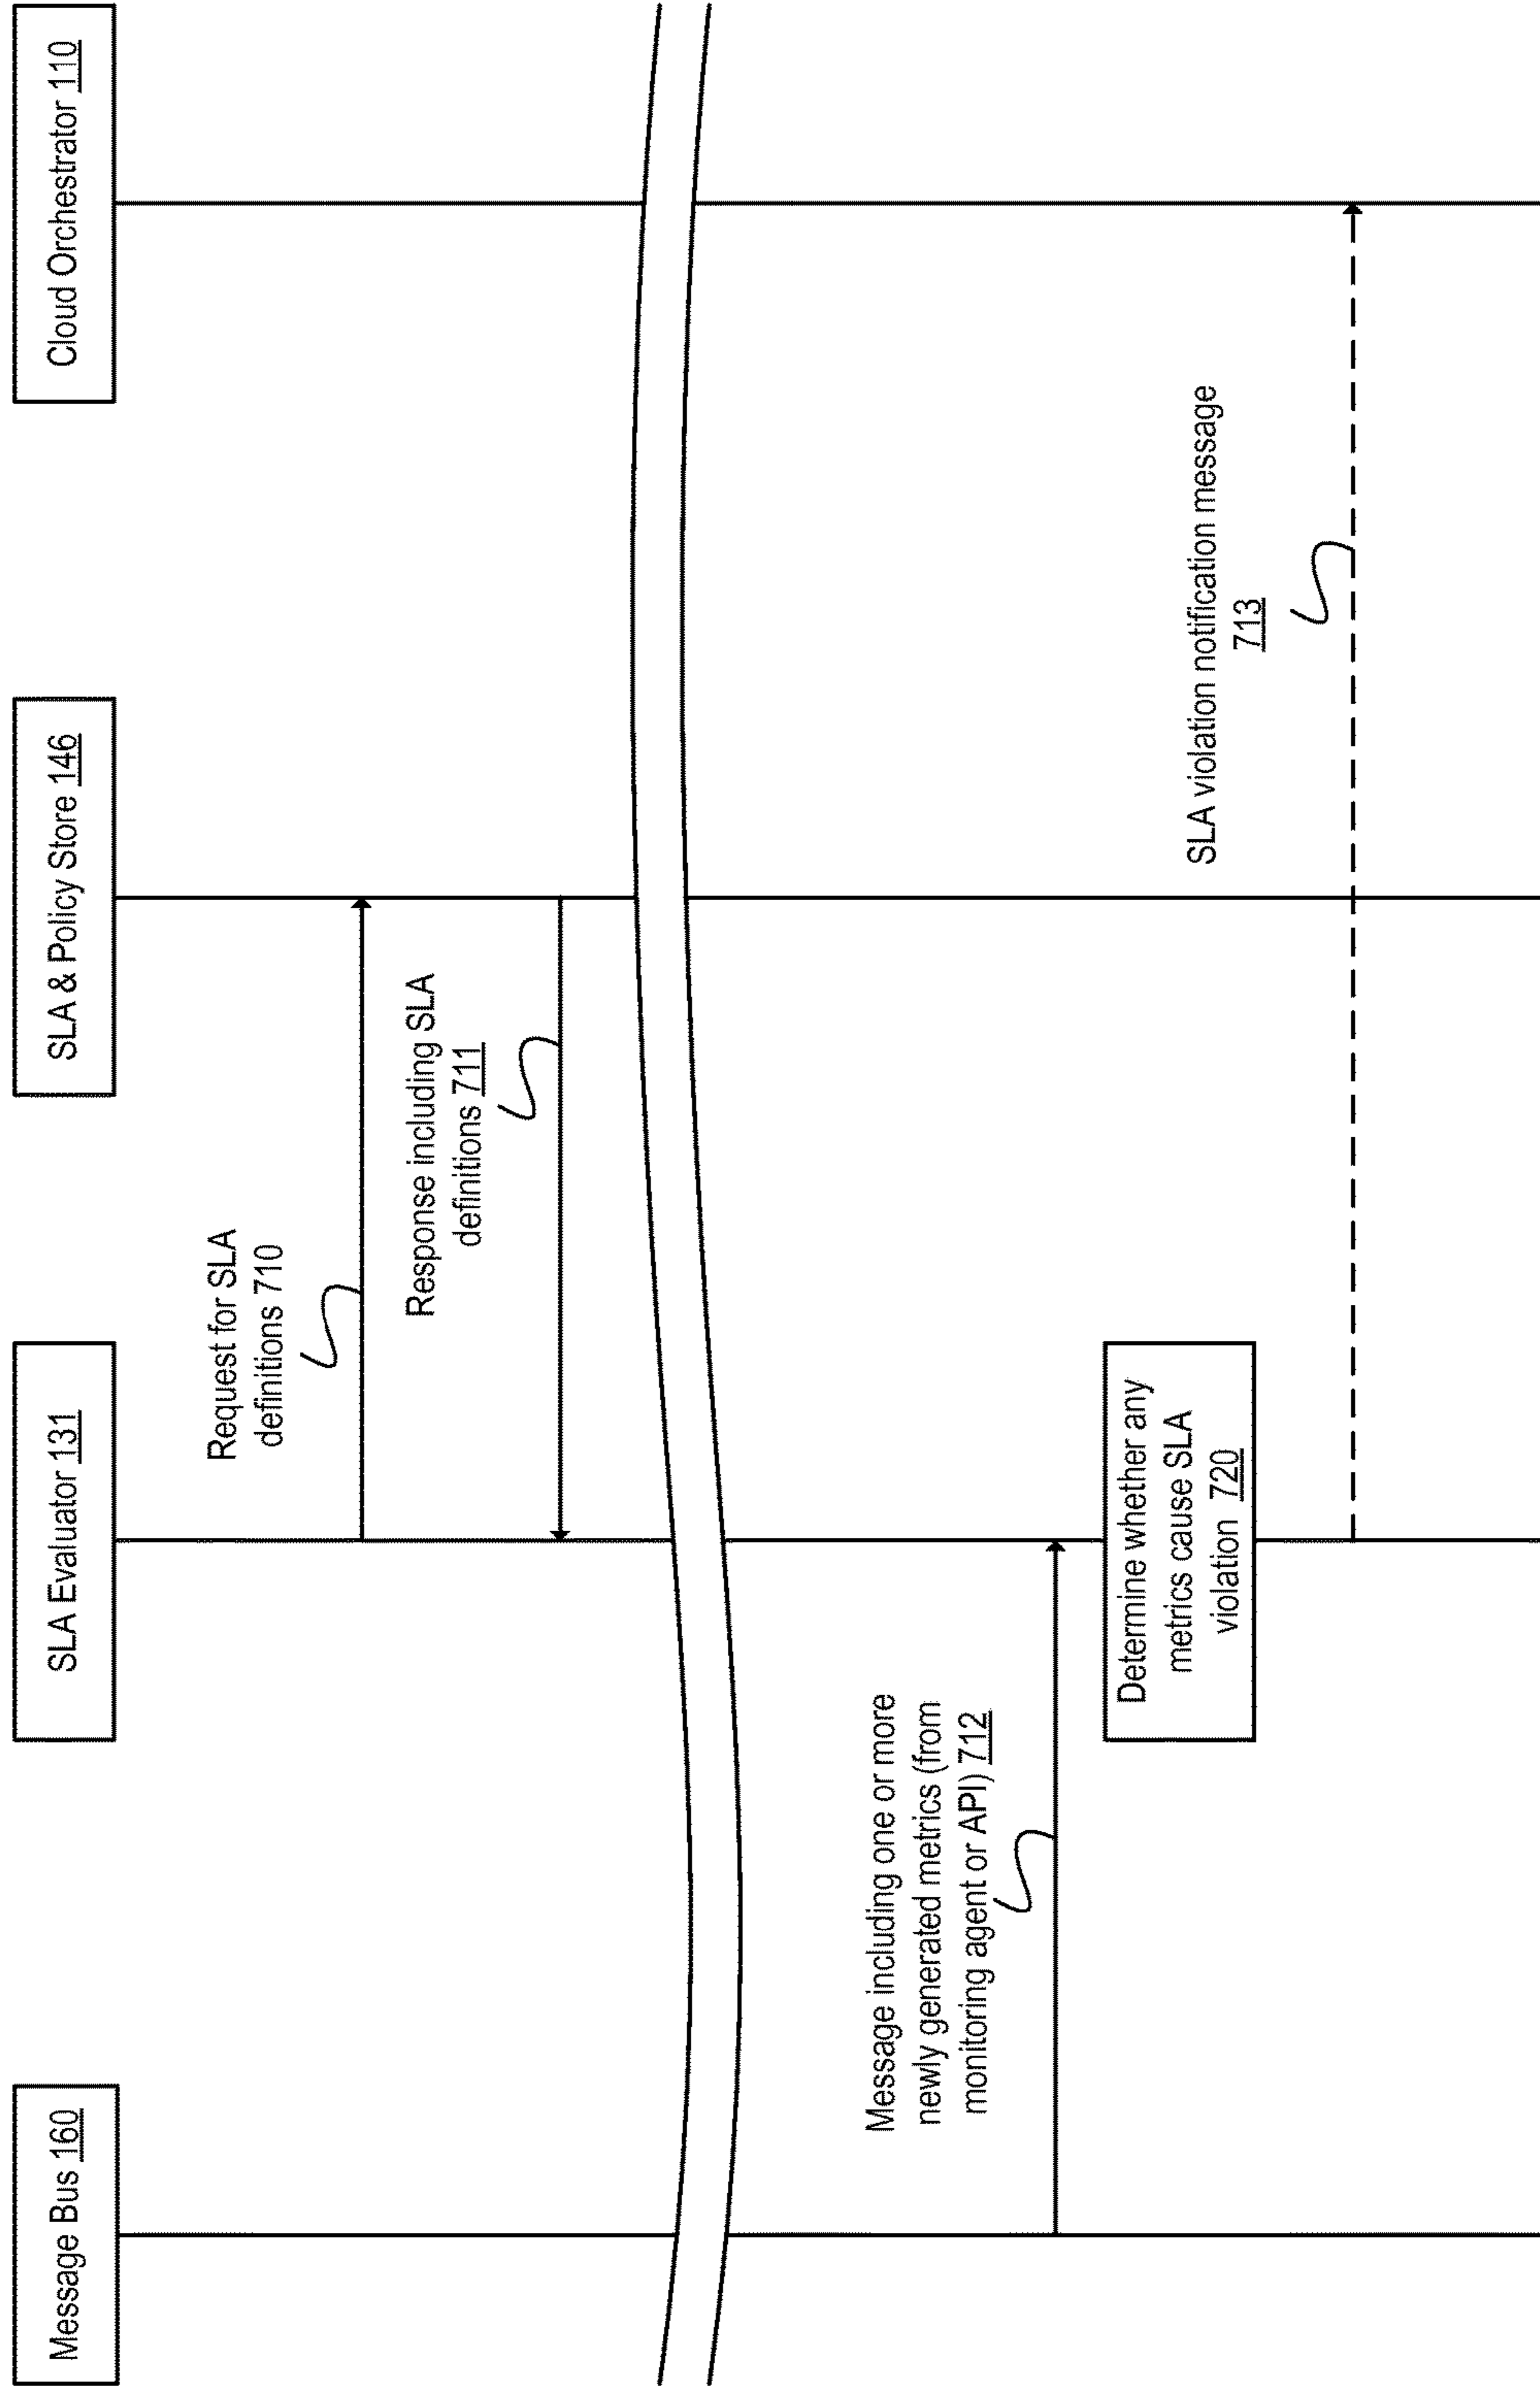 Message Bus 160
SLA Evaluator 131
SLA & Policy Store 146
Cloud Orchestrator 110
Request for SLA
definitions 710
Response including SLA
definitions 711
Message including one or more
newly generated metrics (from
monitoring agent or API) 712
Determine whether any
metrics cause SLA
violation 720
SLA violation notification message
713